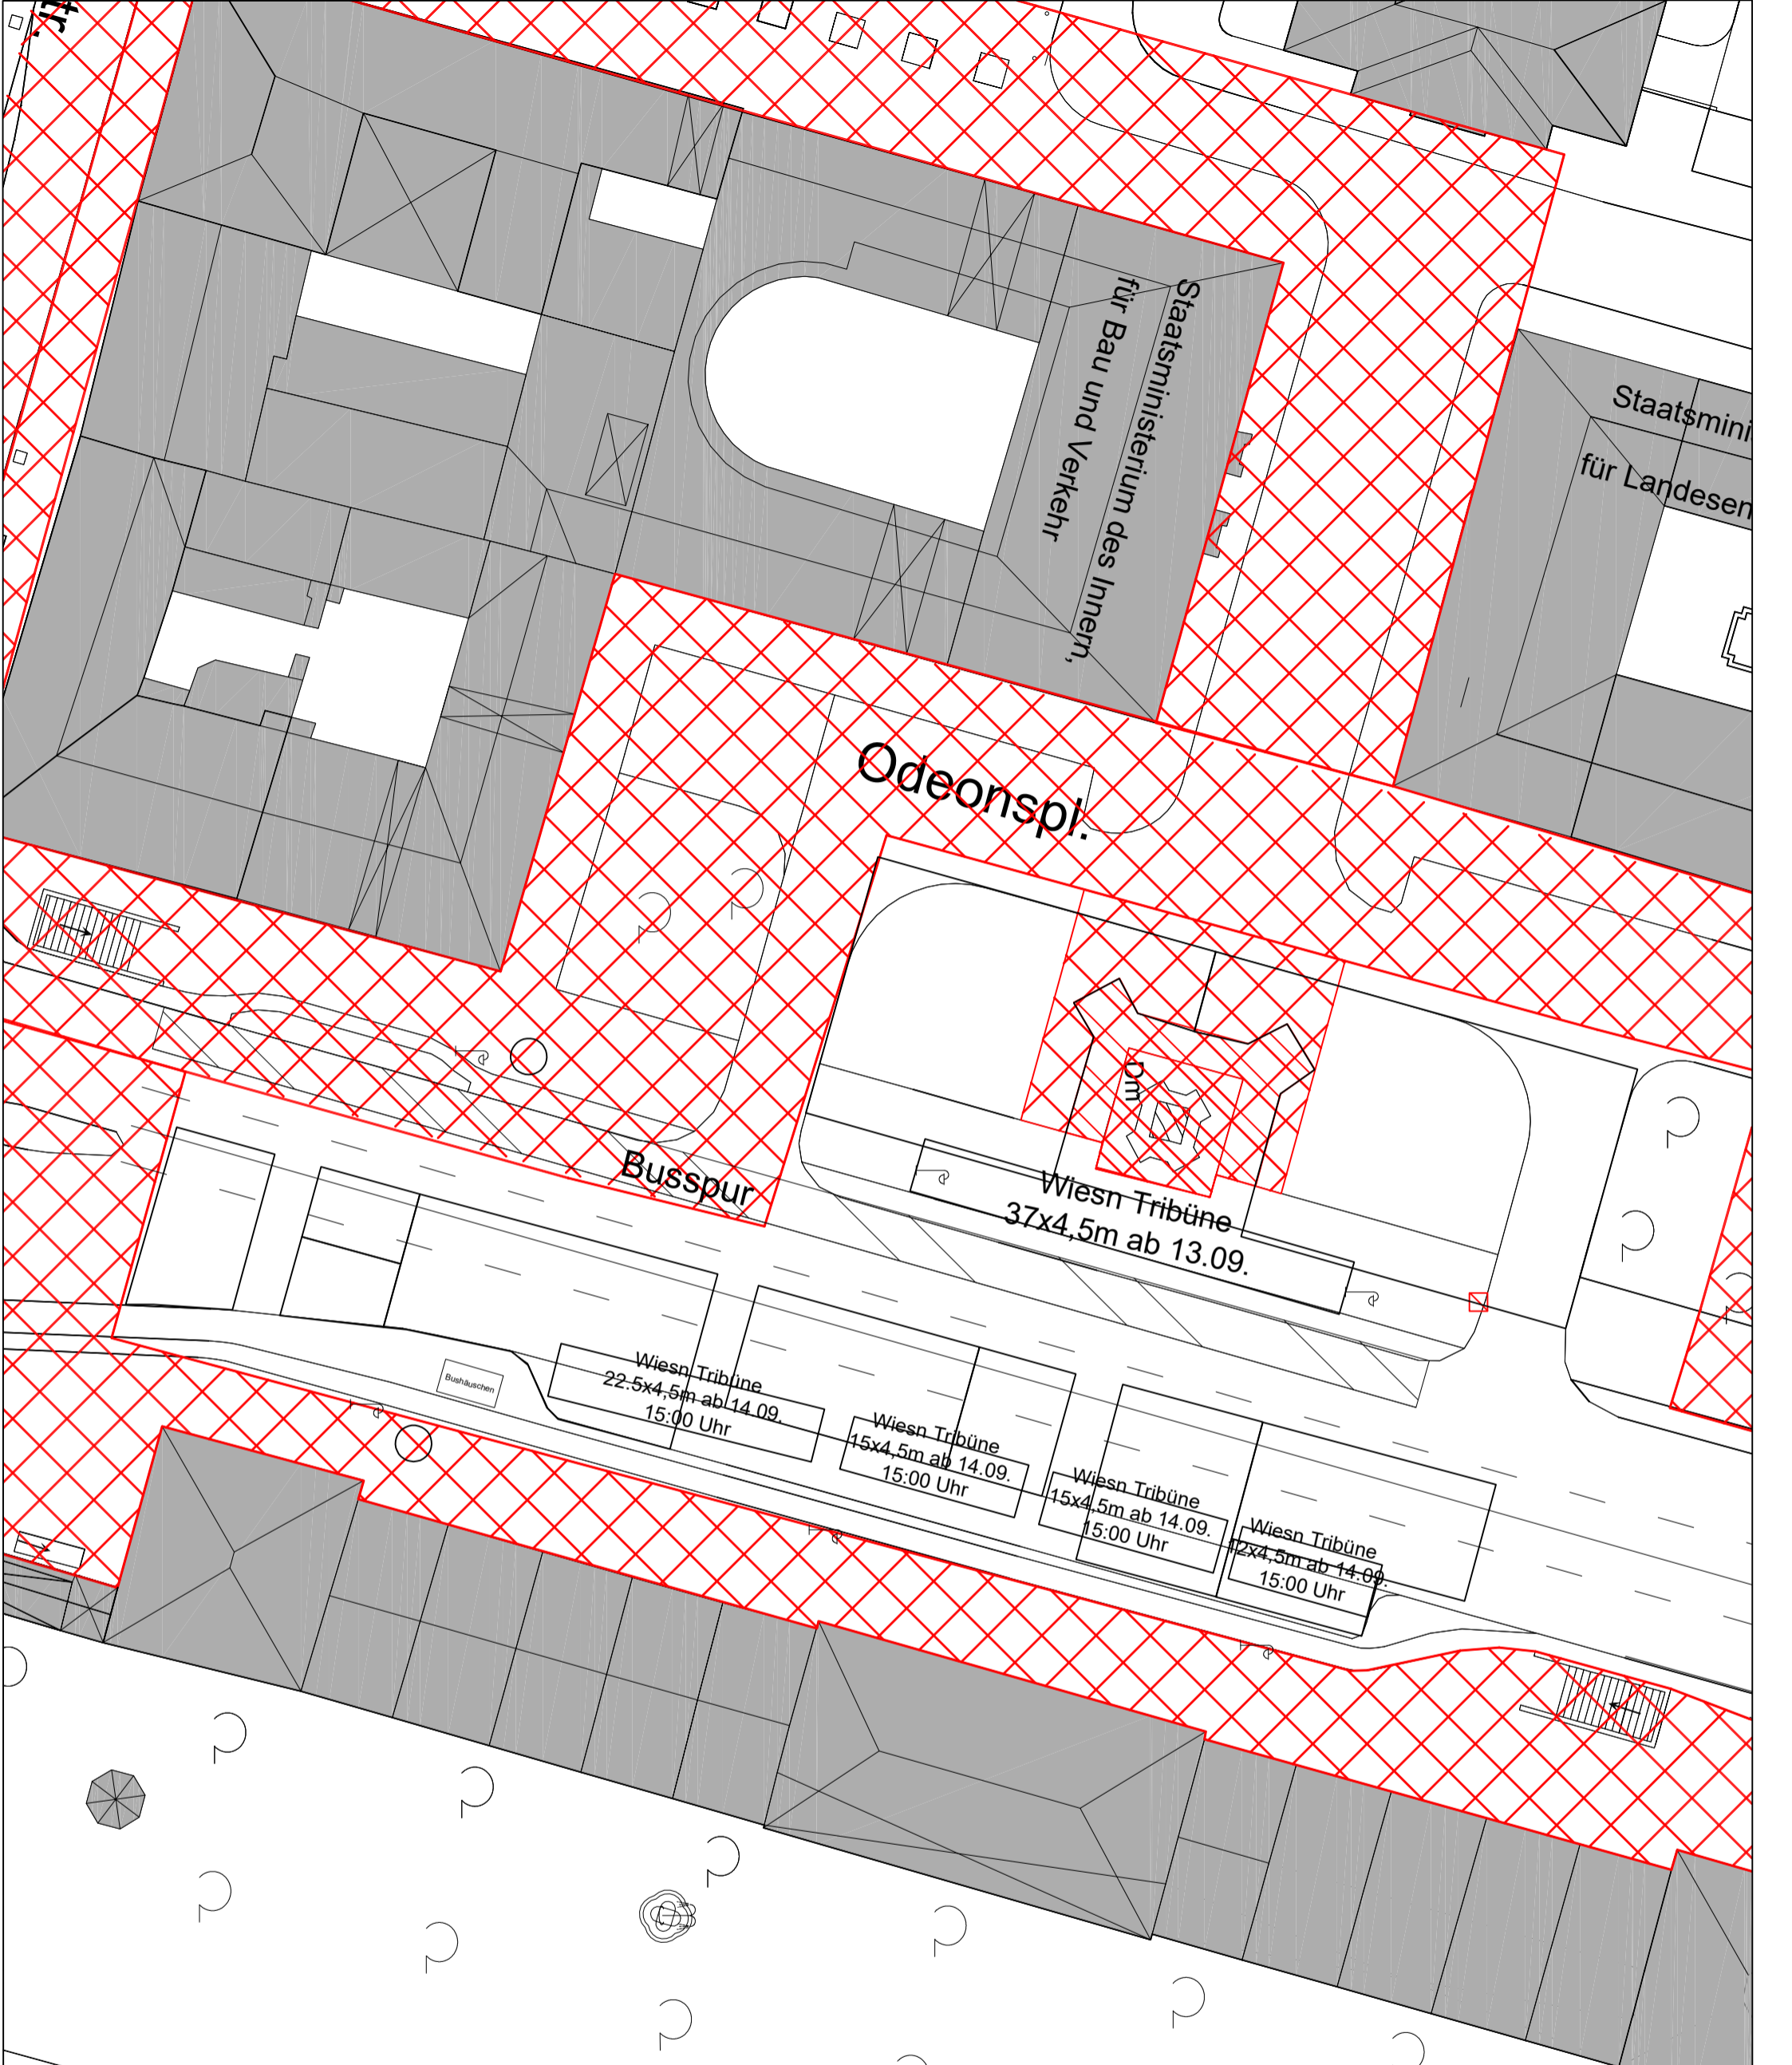 tr.
Staatsministerium des Innern,
für Bau und Verkehr
Staatsmini
für Landesen
Odeonspl.
Dm
Busspur
Wiesn Tribüne
37x4,5m ab 13.09.
Bushäuschen
Wiesn Tribüne
22.5x4,5m ab 14.09.
15:00 Uhr
Wiesn Tribüne
15x4,5m ab 14.09.
15:00 Uhr
Wiesn Tribüne
15x4,5m ab 14.09.
15:00 Uhr
Wiesn Tribüne
12x4,5m ab 14.09.
15:00 Uhr